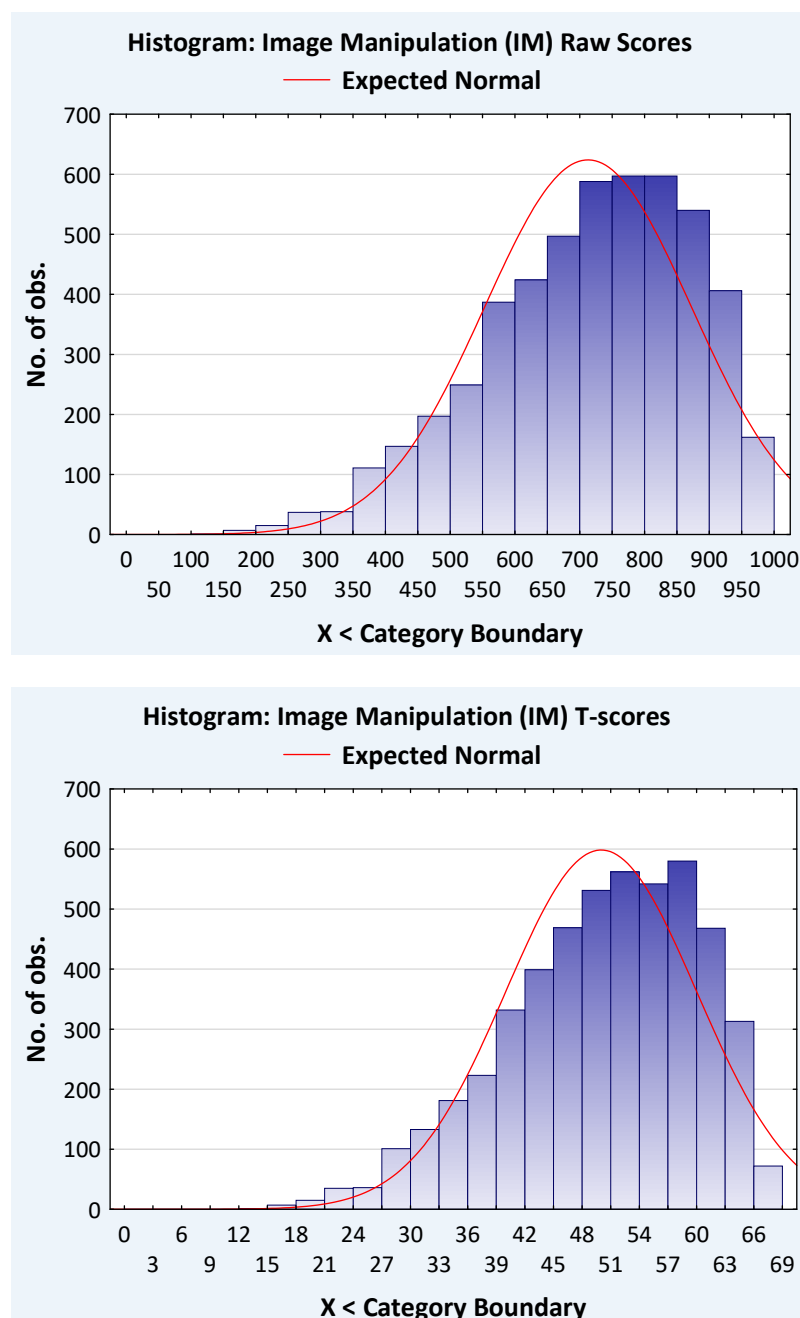 Histogram: Image Manipulation (IM) Raw Scores
Expected Normal
700
600
500
400
300
200
100
0
No. of obs.
0 100 200 300 400 500 600 700 800 900 1000
50 150 250 350 450 550 650 750 850 950
X < Category Boundary
Histogram: Image Manipulation (IM) T-scores
Expected Normal
700
600
500
400
300
200
100
0
No. of obs.
0 6 12 18 24 30 36 42 48 54 60 66
3 9 15 21 27 33 39 45 51 57 63 69
X < Category Boundary